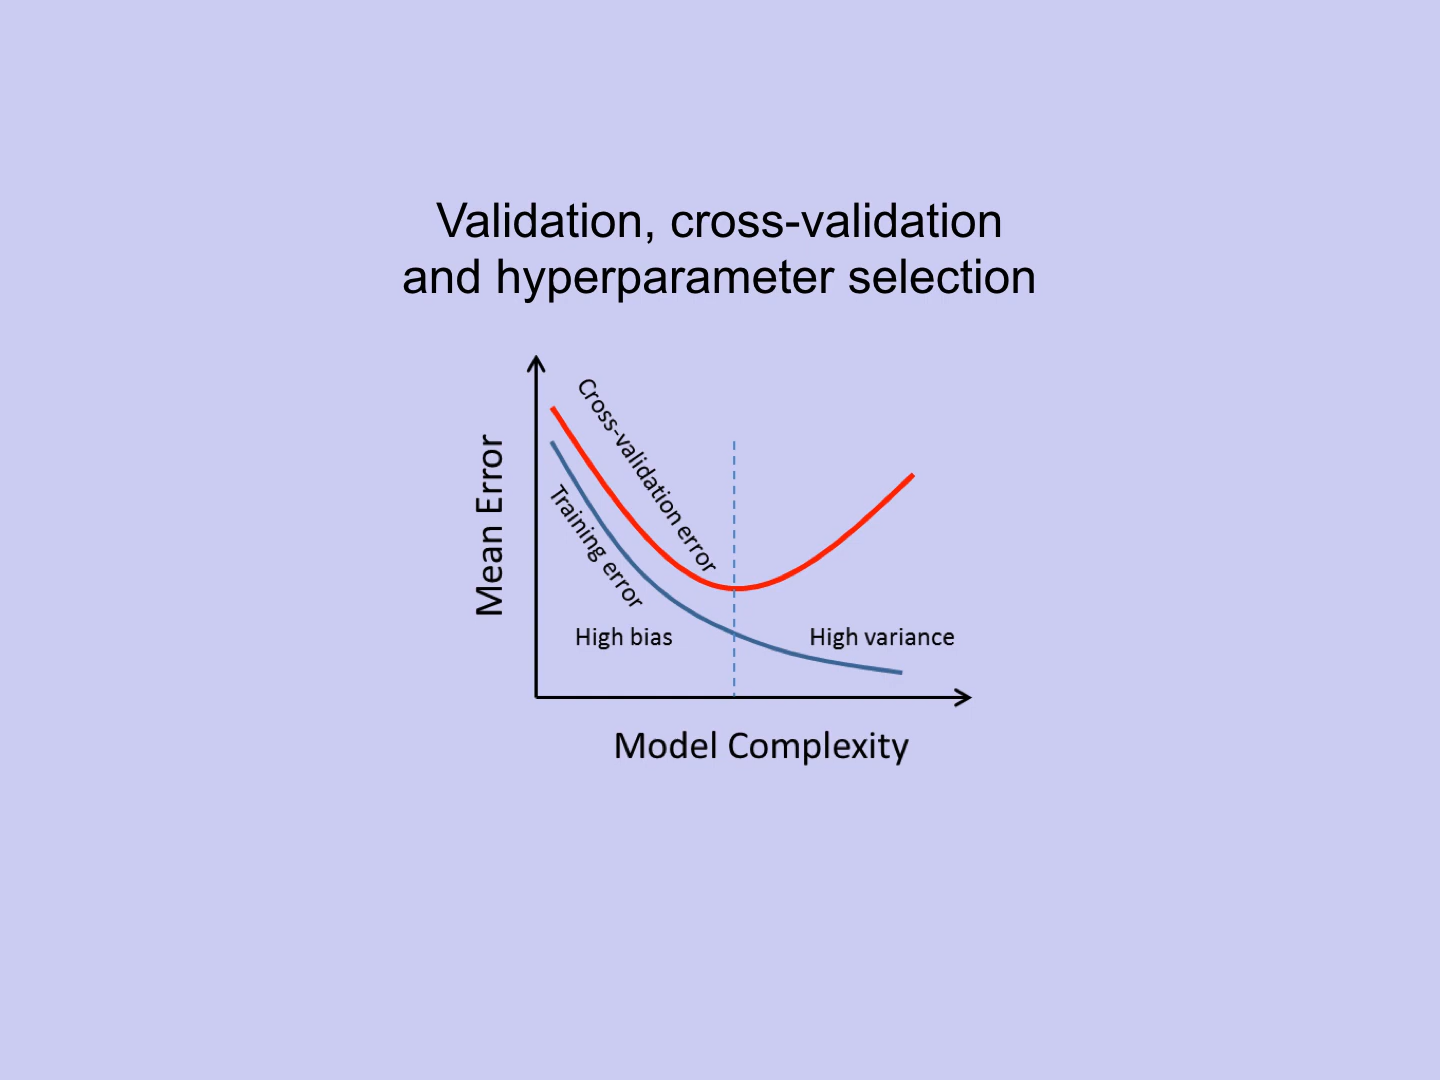 Validation, cross-validation
and hyperparameter selection
Cross-validation error
Training error
Mean Error
High bias
High variance
Model Complexity